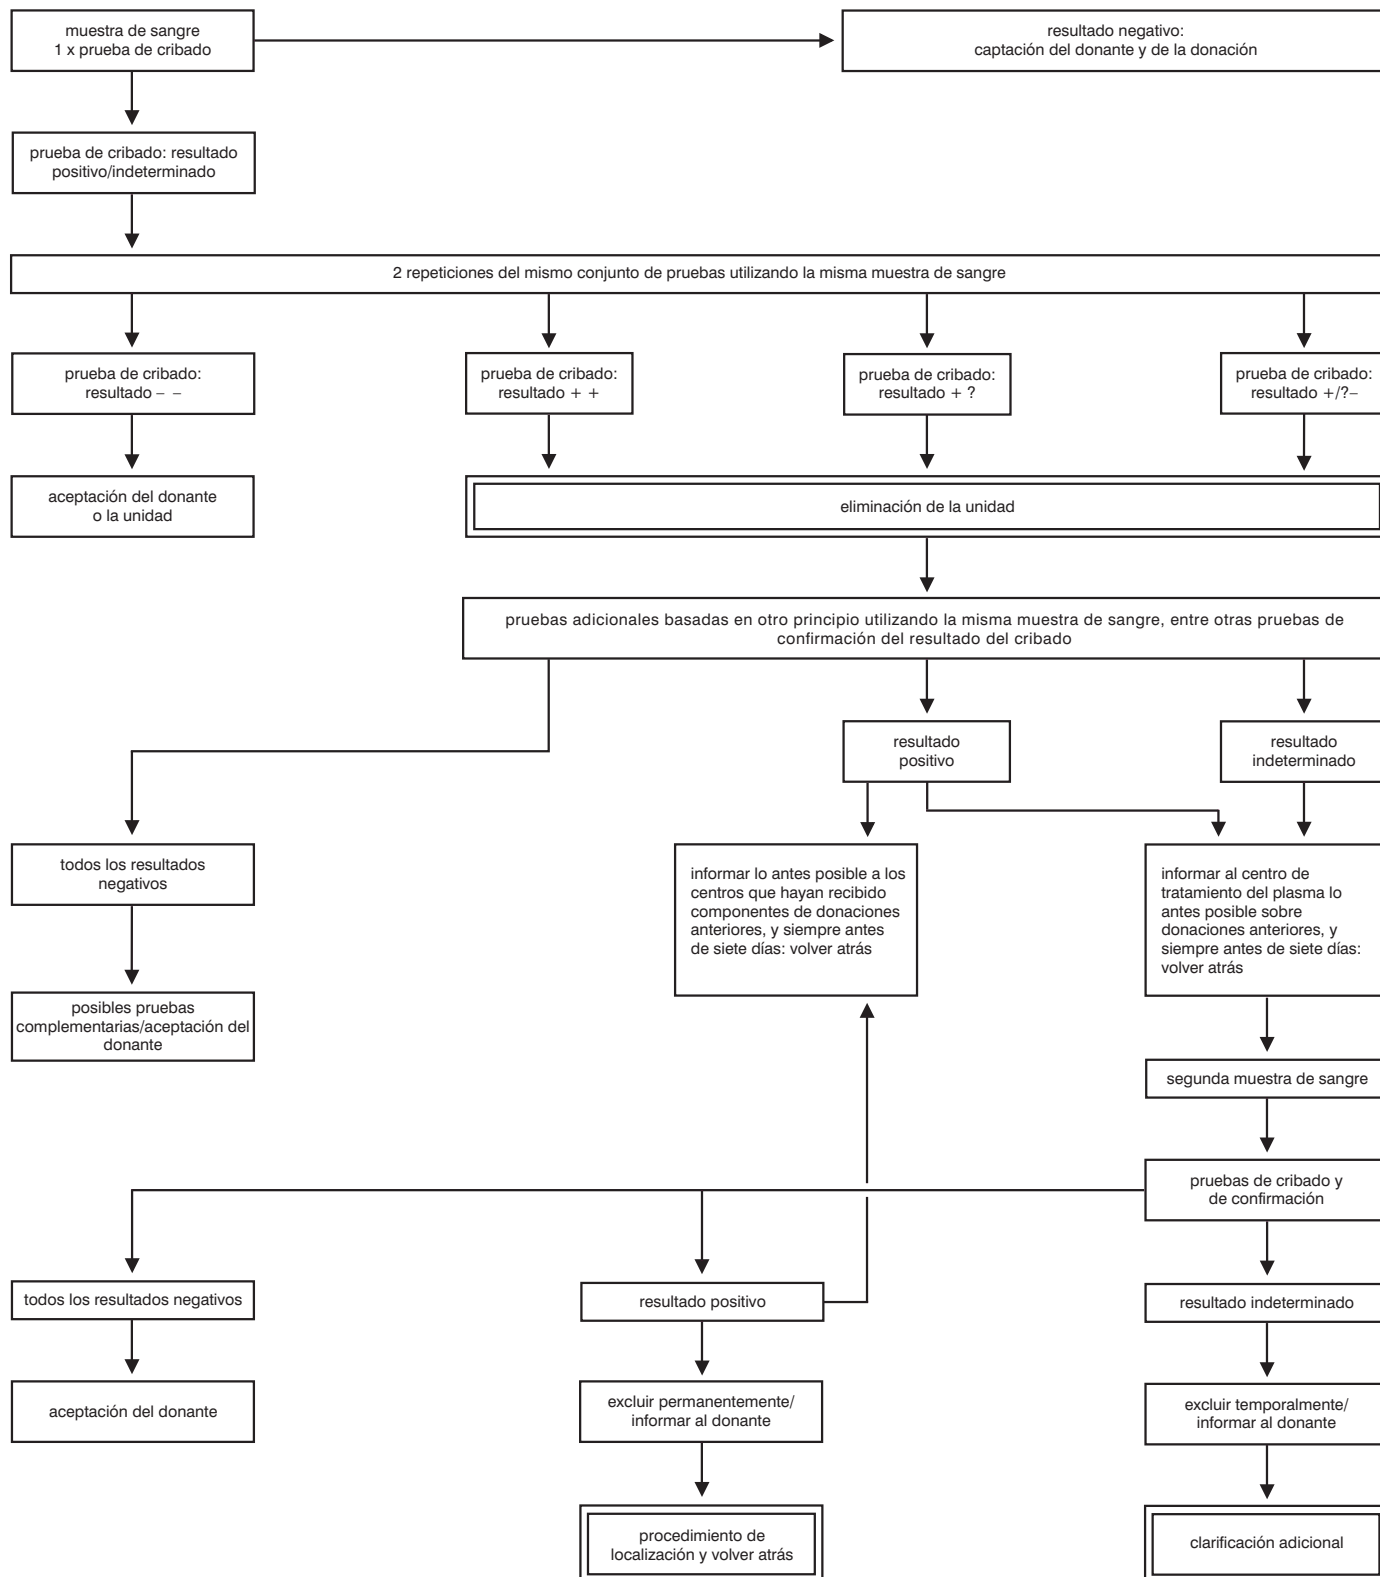 muestra de sangre
1 x prueba de cribado
resultado negativo:
captación del donante y de la donación
prueba de cribado: resultado
positivo/indeterminado
2 repeticiones del mismo conjunto de pruebas utilizando la misma muestra de sangre
prueba de cribado:
resultado – –
prueba de cribado:
resultado + +
prueba de cribado:
resultado + ?
prueba de cribado:
resultado +/?–
aceptación del donante
o la unidad
eliminación de la unidad
pruebas adicionales basadas en otro principio utilizando la misma muestra de sangre, entre otras pruebas de
confirmación del resultado del cribado
resultado
positivo
resultado
indeterminado
todos los resultados
negativos
informar lo antes posible a los
centros que hayan recibido
componentes de donaciones
anteriores, y siempre antes
de siete días: volver atrás
informar al centro de
tratamiento del plasma lo
antes posible sobre
donaciones anteriores, y
siempre antes de siete días:
volver atrás
posibles pruebas
complementarias/aceptación del
donante
segunda muestra de sangre
pruebas de cribado y
de confirmación
todos los resultados negativos
resultado positivo
resultado indeterminado
aceptación del donante
excluir permanentemente/
informar al donante
excluir temporalmente/
informar al donante
procedimiento de
localización y volver atrás
clarificación adicional